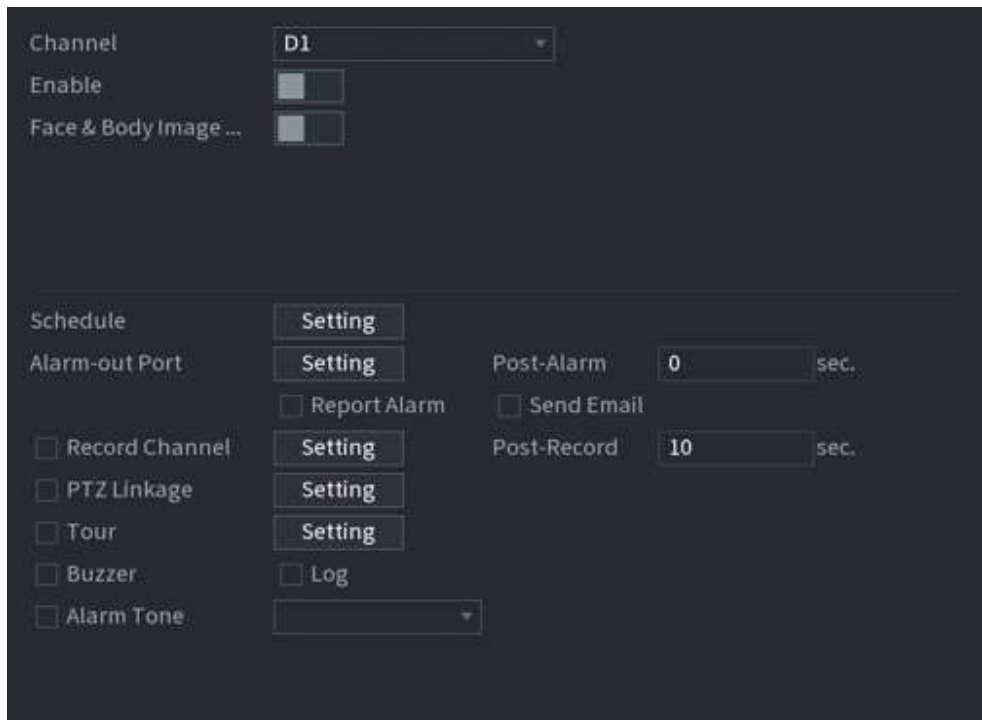 Channel D1
Enable
Face & Body Image ...
Schedule Setting
Alarm-out Port Setting Post-Alarm 0 sec.
Report Alarm Send Email
Record Channel Setting Post-Record 10 sec.
PTZ Linkage Setting
Tour Setting
Buzzer Log
Alarm Tone